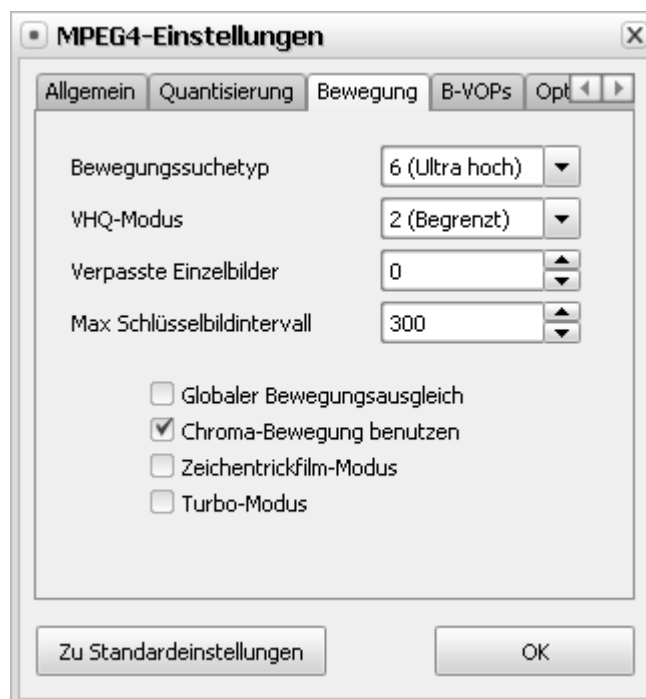 MPEG4-Einstellungen
Allgemein Quantisierung Bewegung B-VOPs Opt
Bewegungssuchetyp 6 (Ultra hoch)
VHQ-Modus 2 (Begrenzt)
Verpasste Einzelbilder 0
Max Schlüsselbildintervall 300
Globaler Bewegungsausgleich
Chroma-Bewegung benutzen
Zeichentrickfilm-Modus
Turbo-Modus
Zu Standardeinstellungen OK